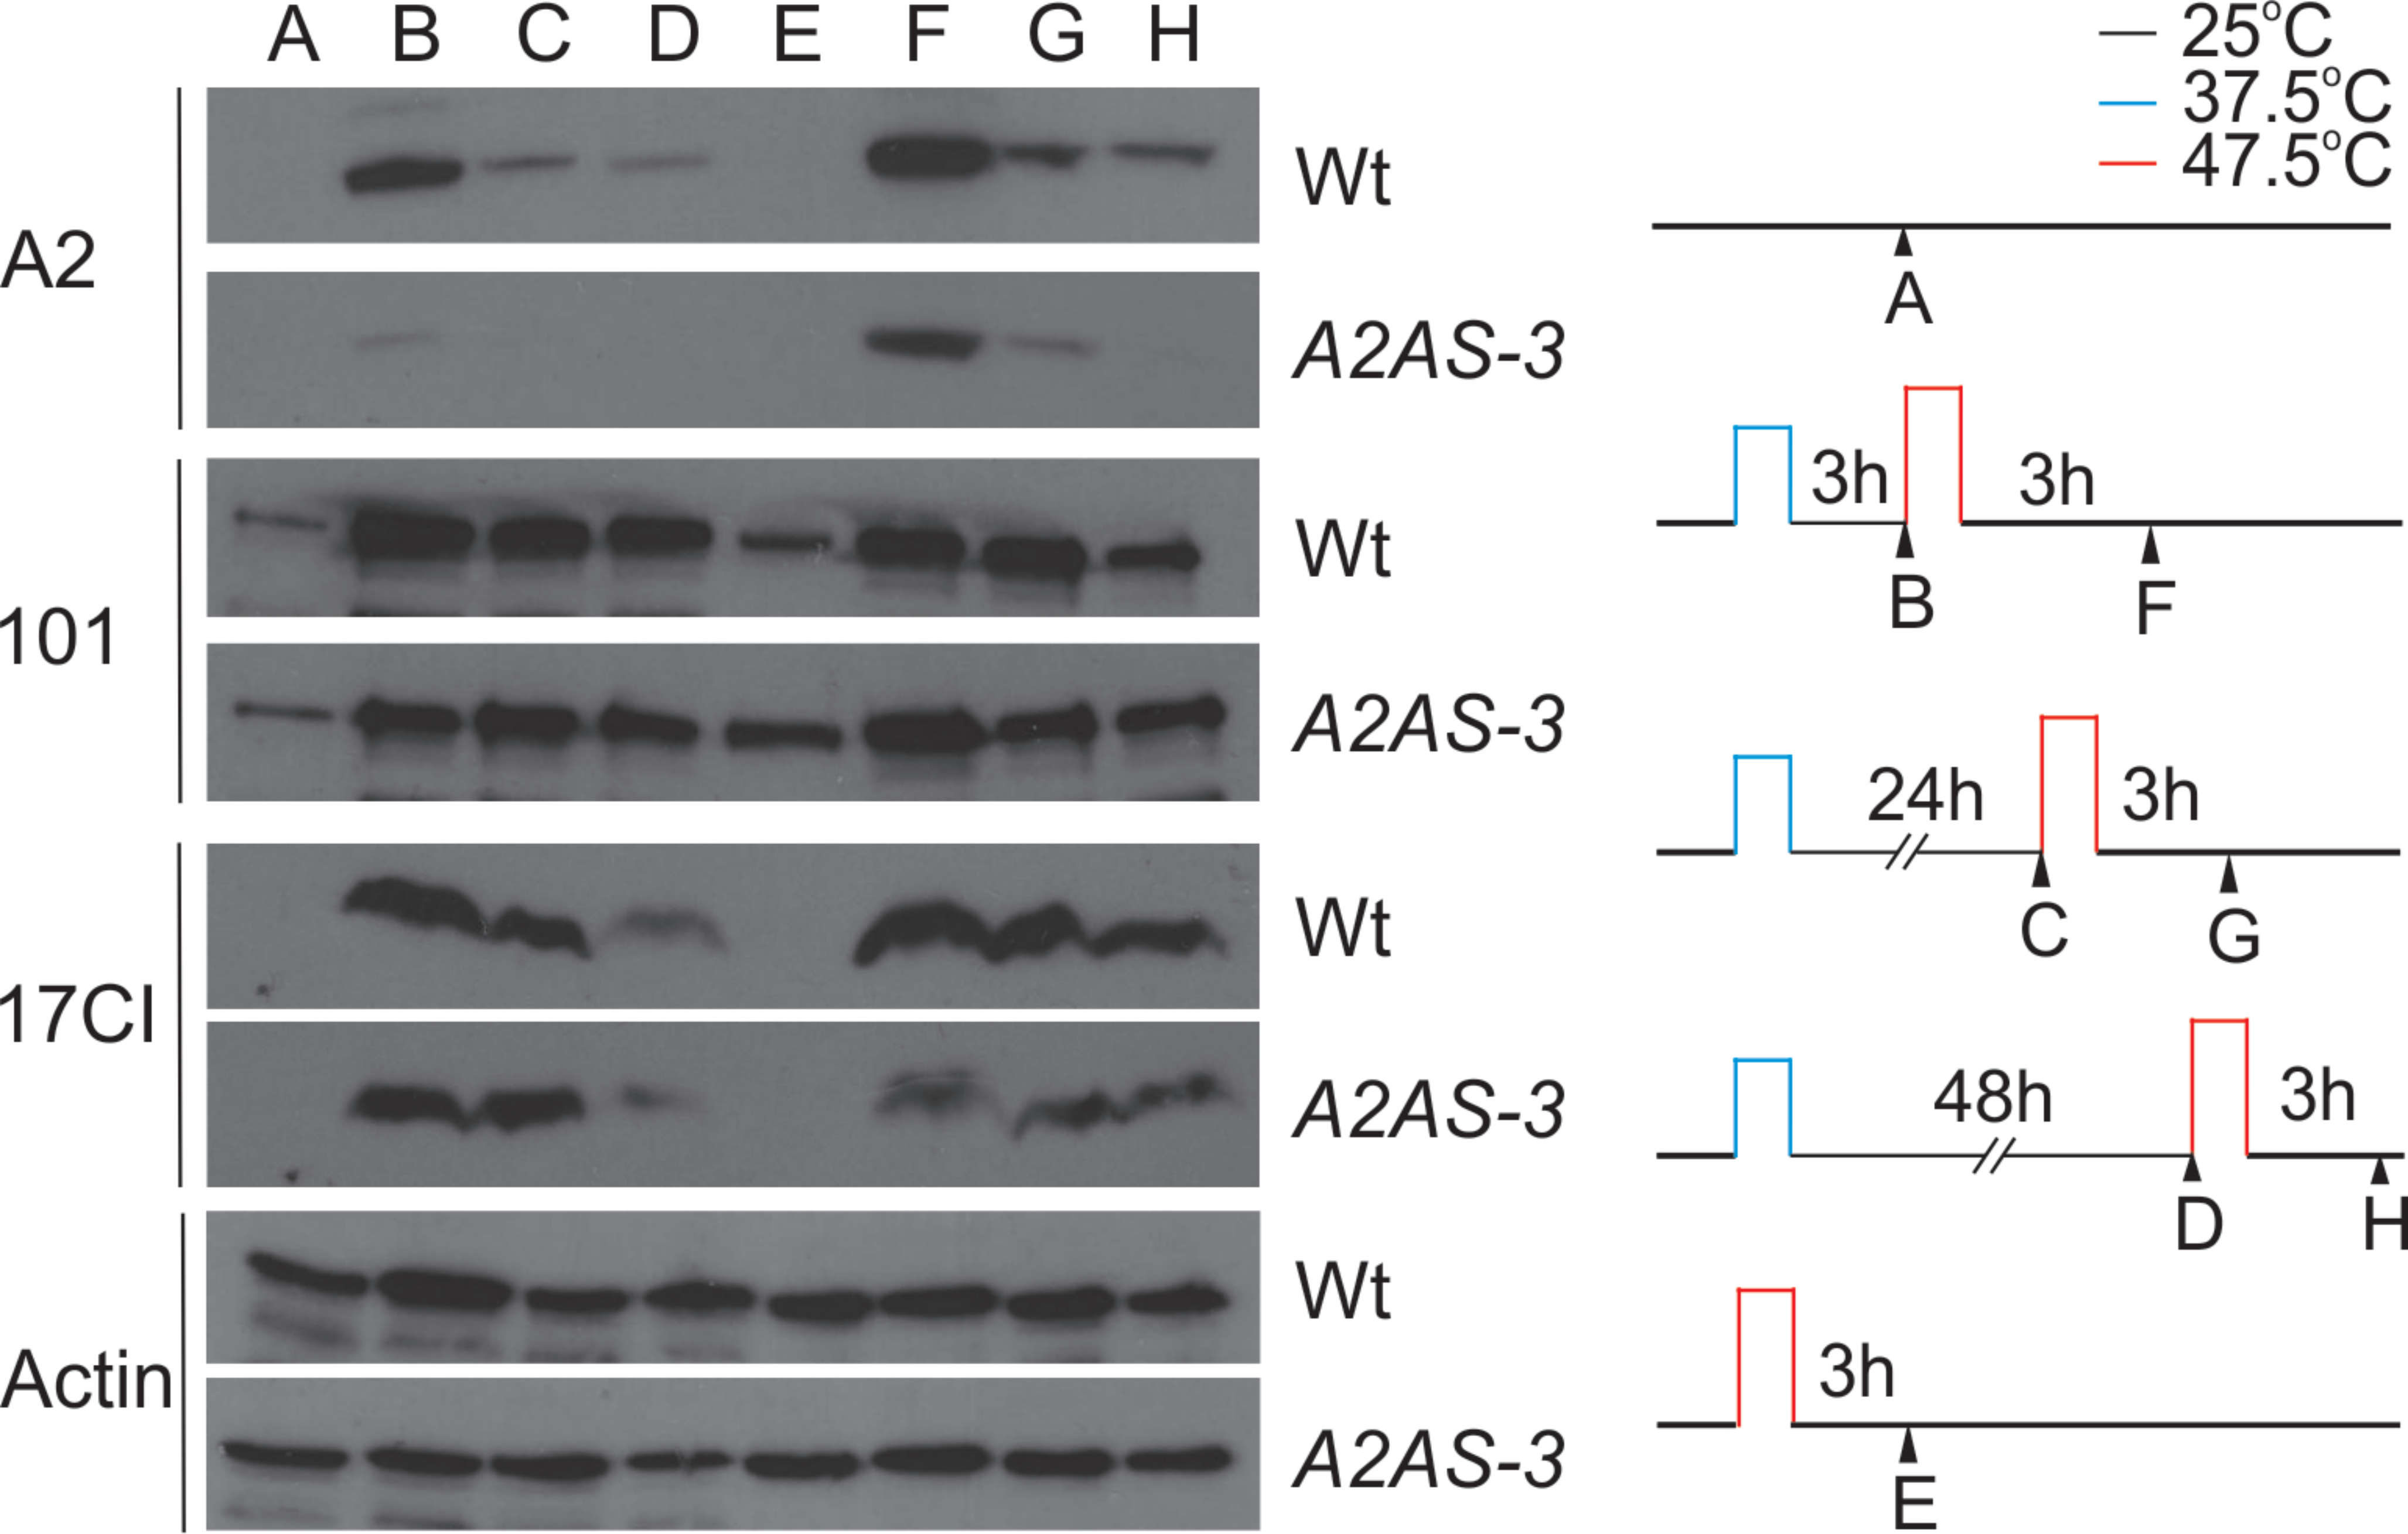 A B C D E F G H
A2
Wt
A2AS-3
101
Wt
A2AS-3
17CI
Wt
A2AS-3
Actin
Wt
A2AS-3
25°C
37.5°C
47.5°C
A
3h 3h
B F
24h 3h
C G
48h 3h
D H
3h
E